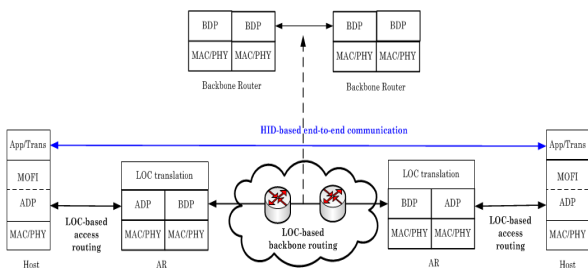 BDP BDP BDP BDP
MAC/PHY MAC/PHY MAC/PHY MAC/PHY
Backbone Router Backbone Router
HID-based end-to-end communication
App/Trans App/Trans
MOFI LOC translation LOC translation MOFI
ADP ADP BDP BDP ADP ADP
LOC-based
access
routing
LOC-based
backbone routing
LOC-based
access
routing
MAC/PHY MAC/PHY MAC/PHY MAC/PHY MAC/PHY MAC/PHY
Host AR AR Host